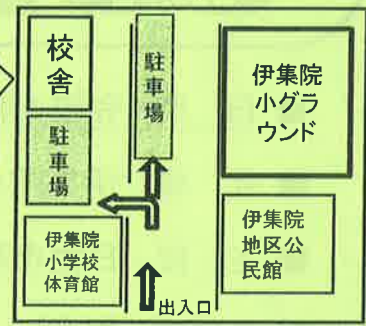 校
舎
駐
車
場
駐
車
場
伊集院
小グラ
ウンド
伊集院
小学校
体育館
伊集院
地区公
民館
出入口